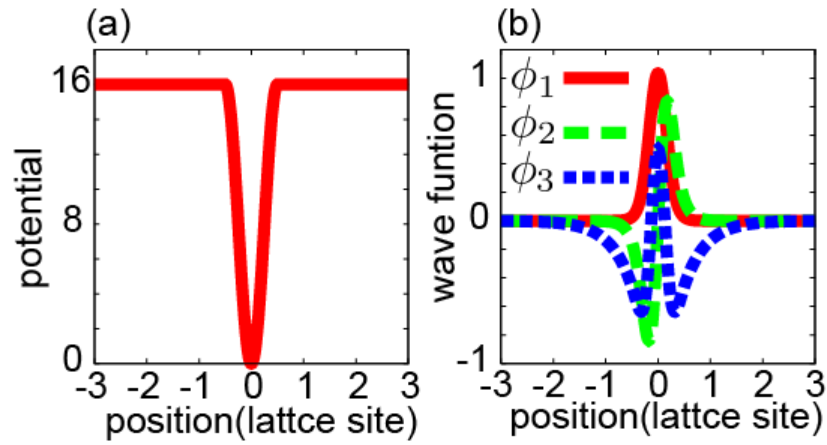 (a)
potential
16
8
0
-3 -2 -1 0 1 2 3
position(lattce site)
(b)
wave funtion
1
0
-1
ϕ1
ϕ2
ϕ3
-3 -2 -1 0 1 2 3
position(lattce site)